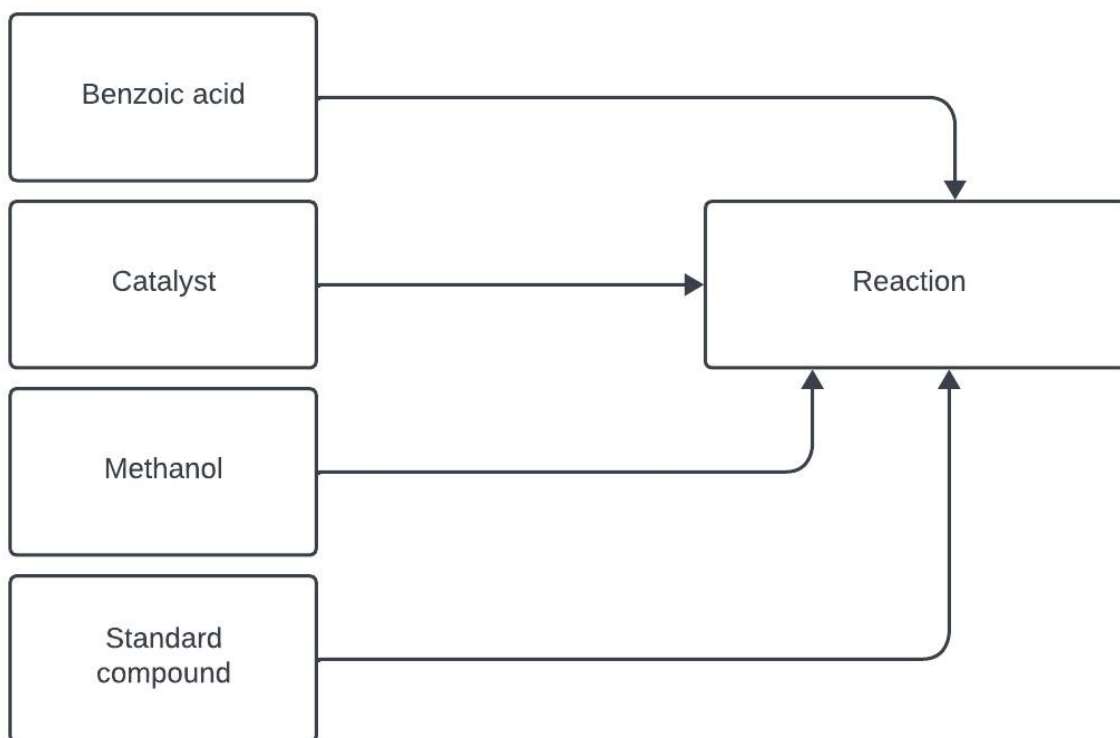 Benzoic acid
Catalyst
Reaction
Methanol
Standard
compound